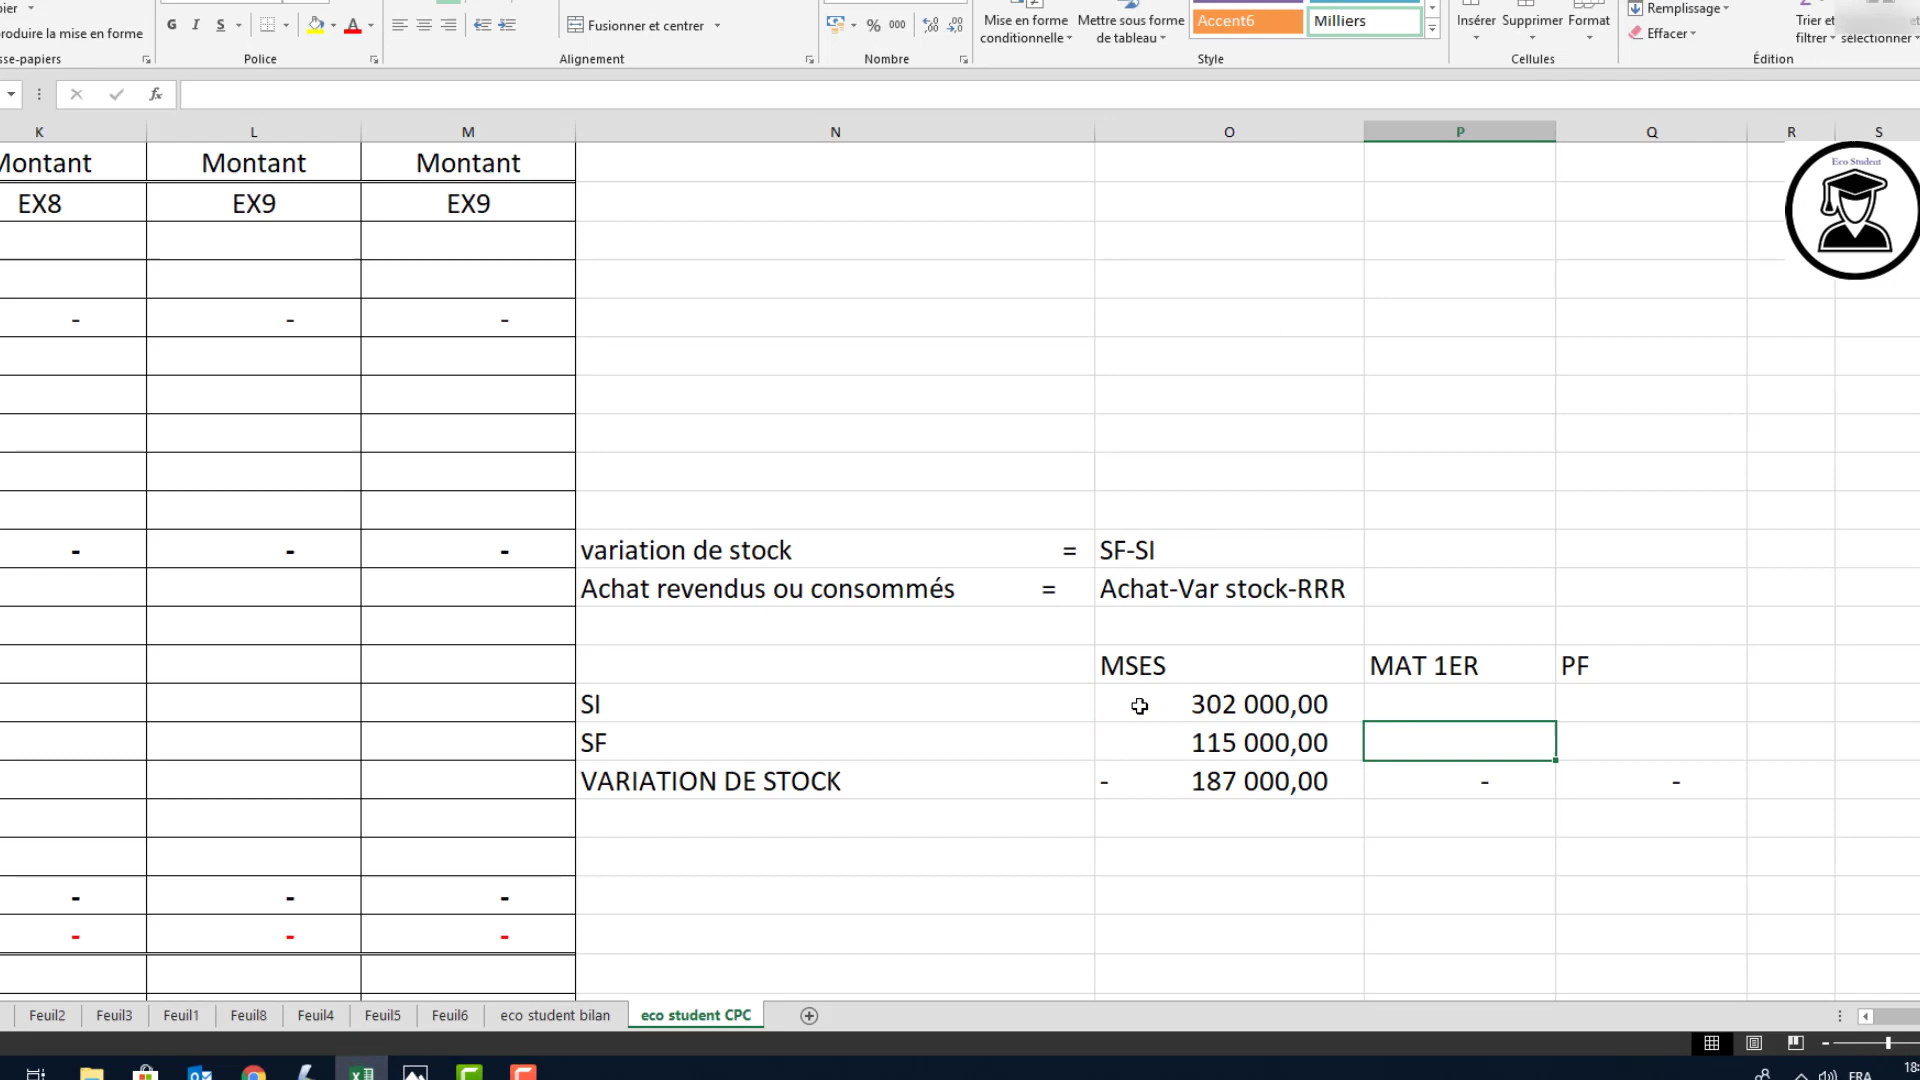 pier
roduire la mise en forme
sse-papiers
G I S
Police
Fusionner et centrer
Alignement
% 000
Nombre
Mise en forme
conditionnelle
Mettre sous forme
de tableau
Accent6
Milliers
Style
Insérer Supprimer Format
Cellules
Remplissage
Effacer
Trier et
filtrer
sélectionner
Édition
fx
K L M N O P Q R S
Montant Montant Montant
EX8 EX9 EX9
Eco Student
- - -
- - - variation de stock = SF-SI
Achat revendus ou consommés = Achat-Var stock-RRR
MSES MAT 1ER PF
SI 302 000,00
SF 115 000,00
VARIATION DE STOCK - 187 000,00 - -
- - -
- - -
Feuil2 Feuil3 Feuil1 Feuil8 Feuil4 Feuil5 Feuil6 eco student bilan eco student CPC
FRA
18: